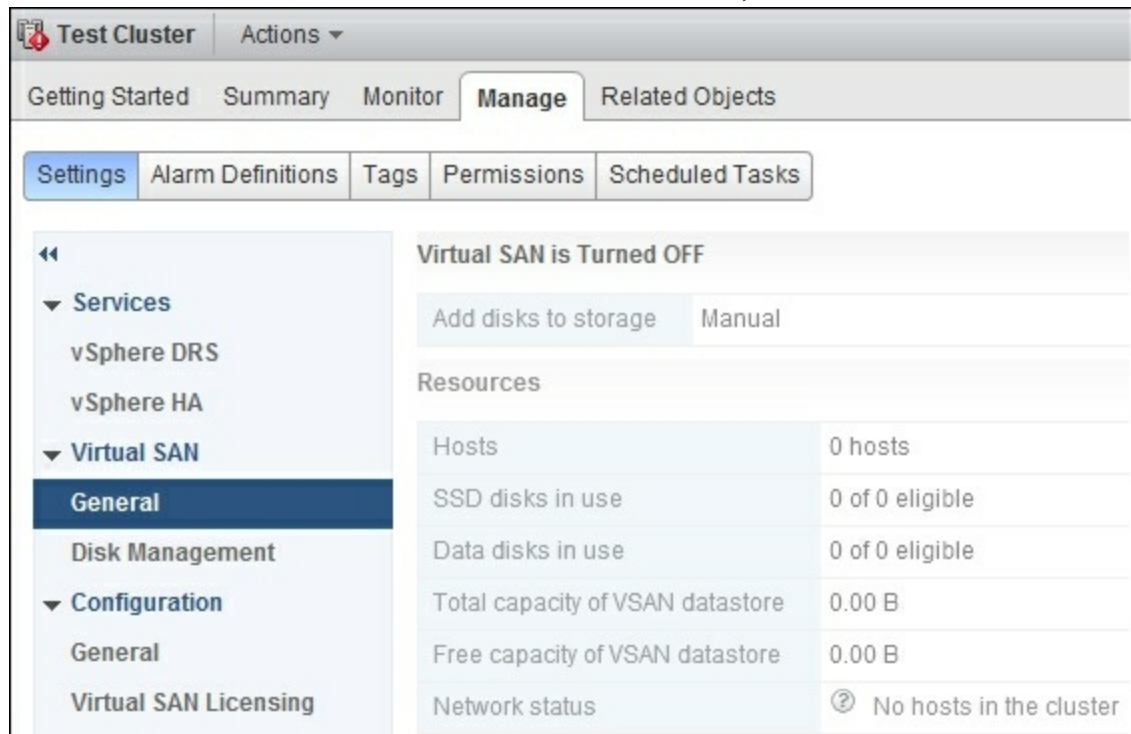 Test Cluster Actions
Getting Started Summary Monitor Manage Related Objects
Settings Alarm Definitions Tags Permissions Scheduled Tasks
Services
vSphere DRS
vSphere HA
Virtual SAN
General
Disk Management
Configuration
General
Virtual SAN Licensing
Virtual SAN is Turned OFF
Add disks to storage Manual
Resources
Hosts 0 hosts
SSD disks in use 0 of 0 eligible
Data disks in use 0 of 0 eligible
Total capacity of VSAN datastore 0.00 B
Free capacity of VSAN datastore 0.00 B
Network status ? No hosts in the cluster